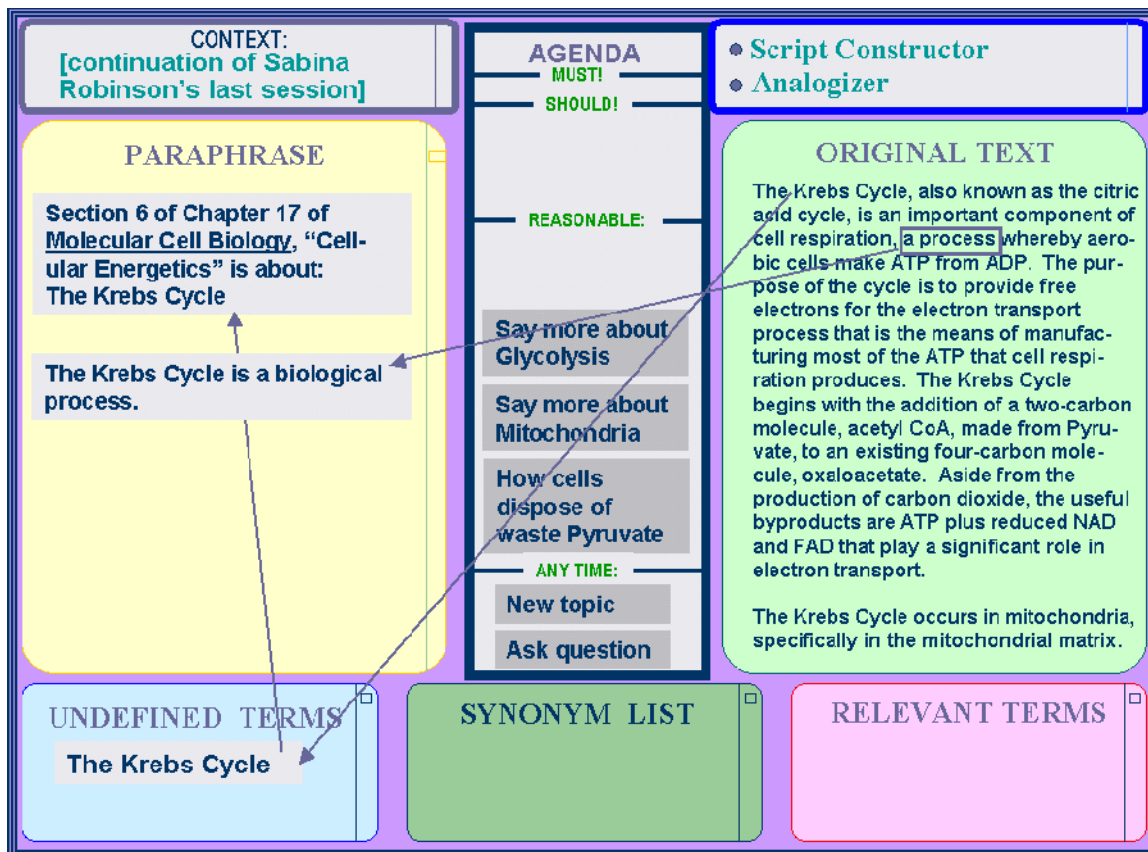 CONTEXT:
[continuation of Sabina
Robinson's last session]
AGENDA
MUST!
SHOULD!
REASONABLE:
Say more about
Glycolysis
Say more about
Mitochondria
How cells
dispose of
waste Pyruvate
ANY TIME:
New topic
Ask question
Script Constructor
Analogizer
PARAPHRASE
Section 6 of Chapter 17 of
Molecular Cell Biology, “Cell-
ular Energetics” is about:
The Krebs Cycle
The Krebs Cycle is a biological
process.
ORIGINAL TEXT
The Krebs Cycle, also known as the citric
acid cycle, is an important component of
cell respiration, a process whereby aero-
bic cells make ATP from ADP. The pur-
pose of the cycle is to provide free
electrons for the electron transport
process that is the means of manufac-
turing most of the ATP that cell respi-
ration produces. The Krebs Cycle
begins with the addition of a two-carbon
molecule, acetyl CoA, made from Pyru-
vate, to an existing four-carbon mole-
cule, oxaloacetate. Aside from the
production of carbon dioxide, the useful
byproducts are ATP plus reduced NAD
and FAD that play a significant role in
electron transport.
The Krebs Cycle occurs in mitochondria,
specifically in the mitochondrial matrix.
UNDEFINED TERMS
The Krebs Cycle
SYNONYM LIST
RELEVANT TERMS